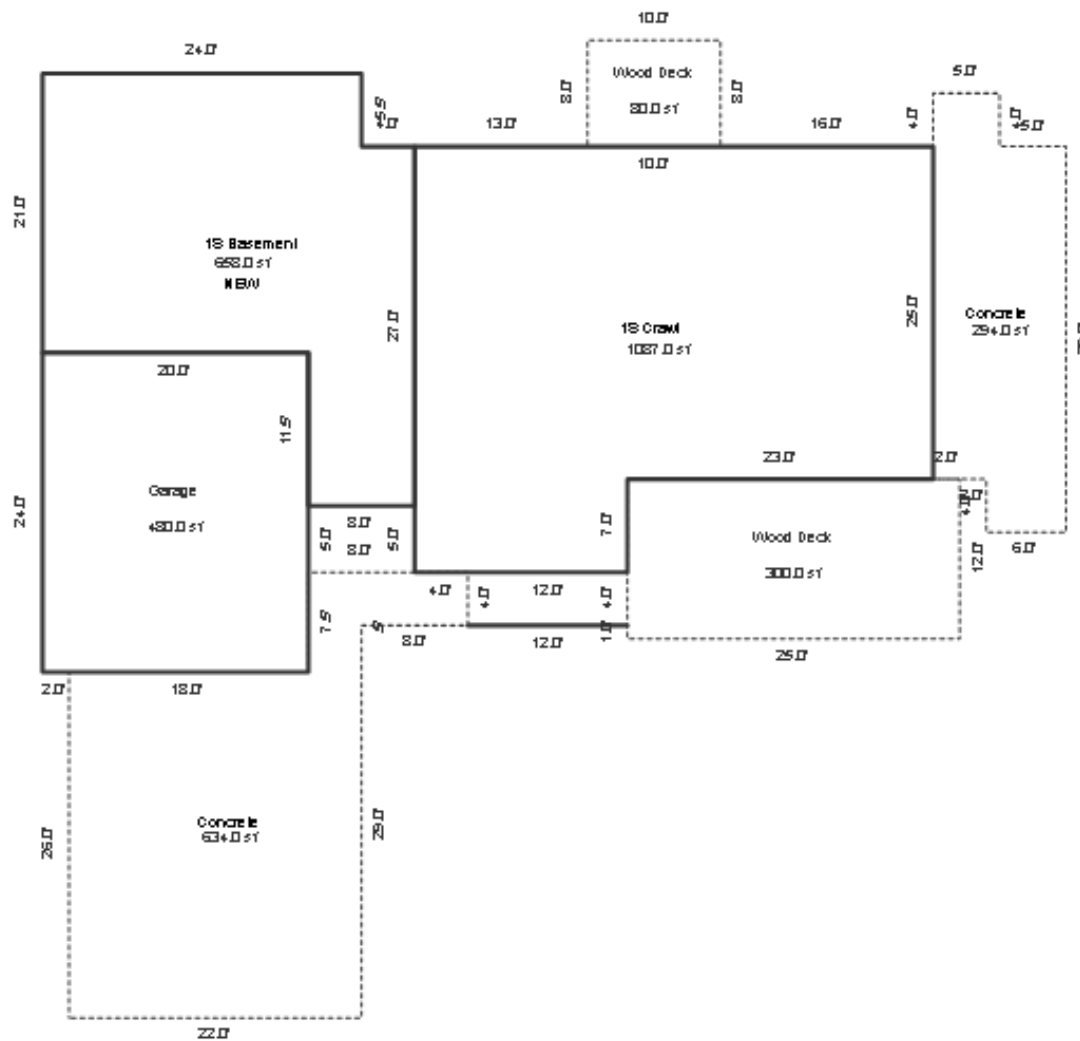 10.0'
24.0'
Wood Deck
80.0 sf
8.0'
8.0'
5.0'
5.5'
4.0'
13.0'
16.0'
4.0'
4.0'
5.0'
10.0'
21.0'
1S Basement
658.0 sf
NEW
27.0'
1S Crawl
1087.0 sf
25.0'
Concrete
294.0 sf
20.0'
11.5'
23.0'
2.0'
Garage
480.0 sf
24.0'
8.0'
5.0'
5.0'
8.0'
7.0'
Wood Deck
300.0 sf
4.0'
12.0'
6.0'
4.0'
4.0'
12.0'
4.0'
7.5'
8.0'
12.0'
1.0'
25.0'
2.0'
18.0'
Concrete
634.0 sf
26.0'
29.0'
22.0'